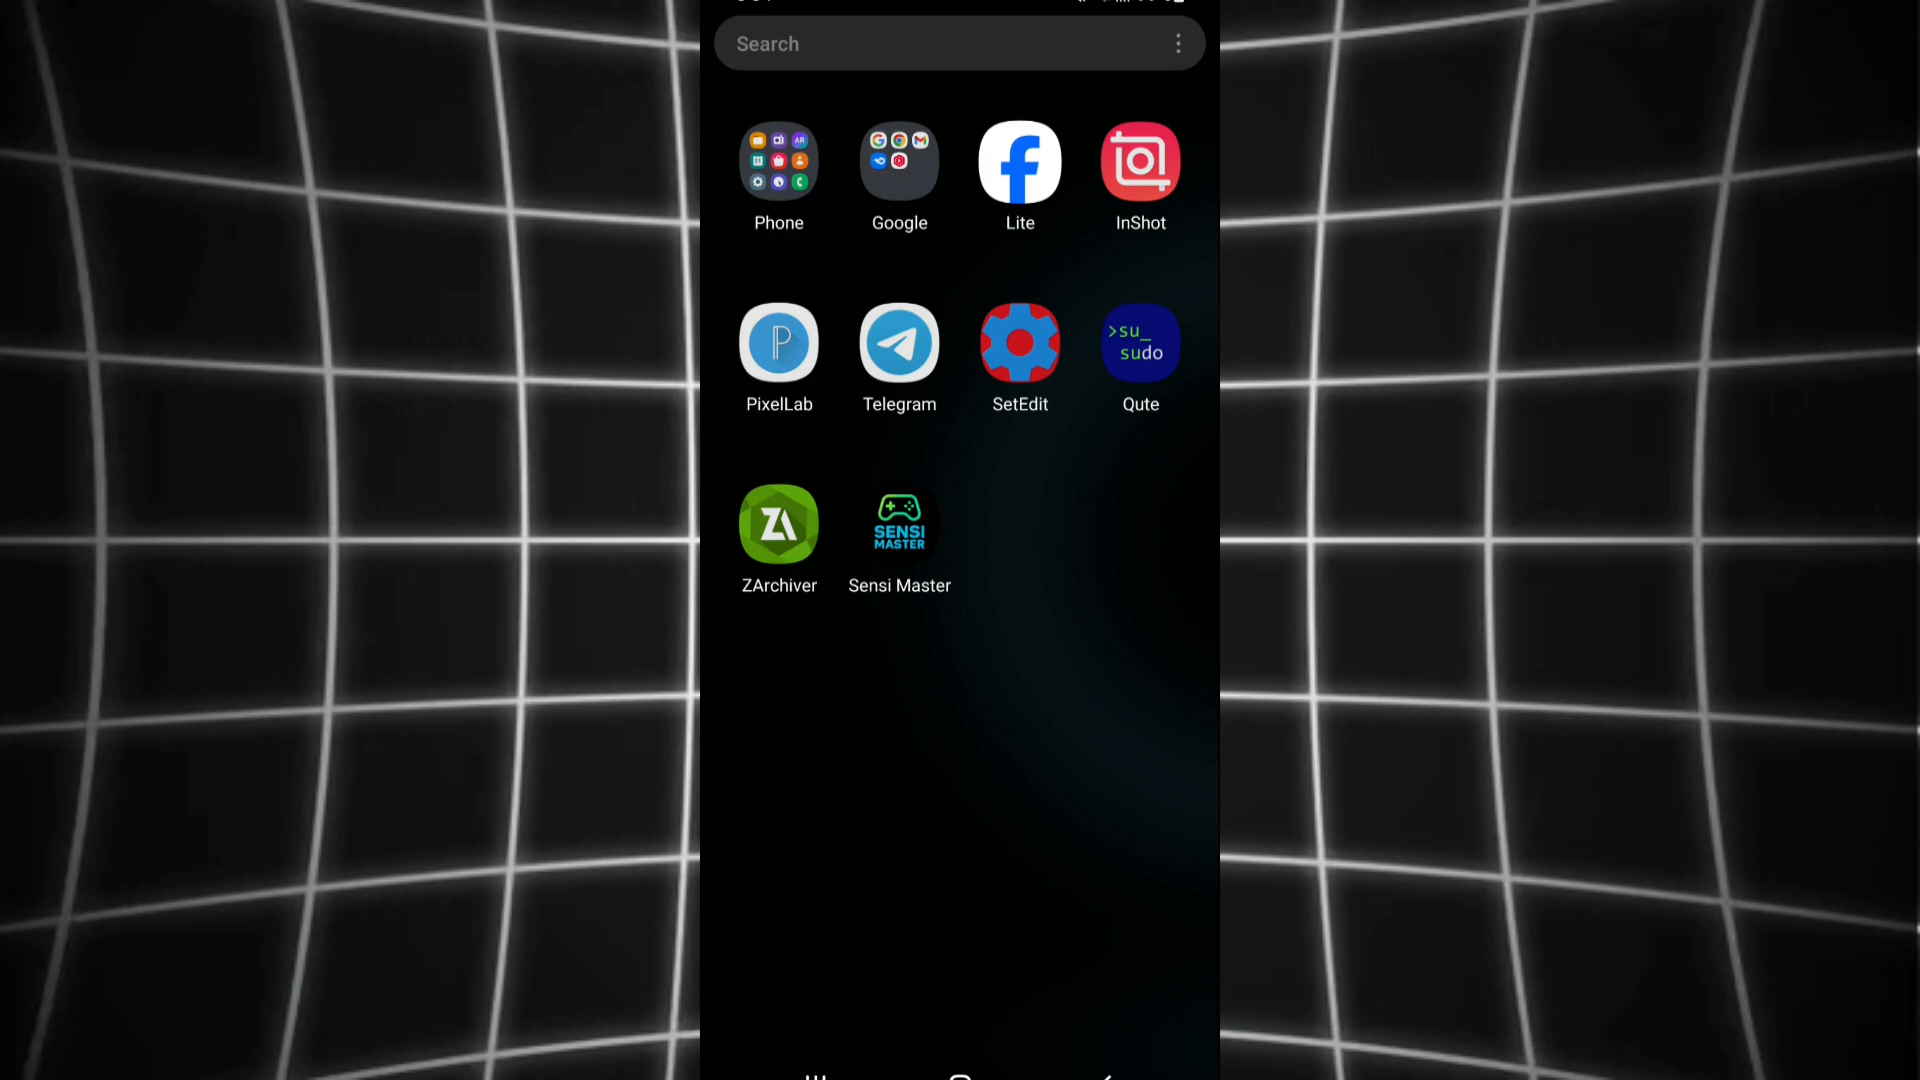 Search
Phone
Google
Lite
InShot
PixelLab
Telegram
>su_
sudo
SetEdit
Qute
SENSI
MASTER
ZArchiver
Sensi Master